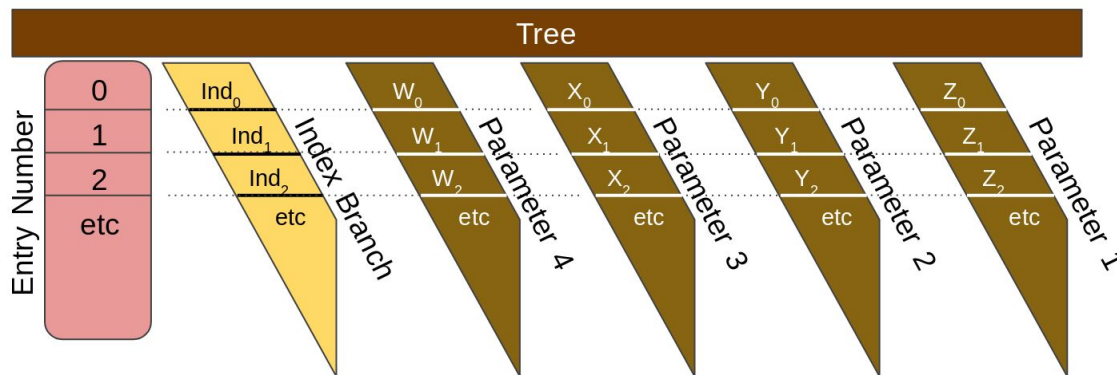 Tree
Entry Number
0
1
2
etc
Ind₀
Ind₁
Ind₂
etc
Index Branch
W₀
W₁
W₂
etc
Parameter 4
X₀
X₁
X₂
etc
Parameter 3
Y₀
Y₁
Y₂
etc
Parameter 2
Z₀
Z₁
Z₂
etc
Parameter 1